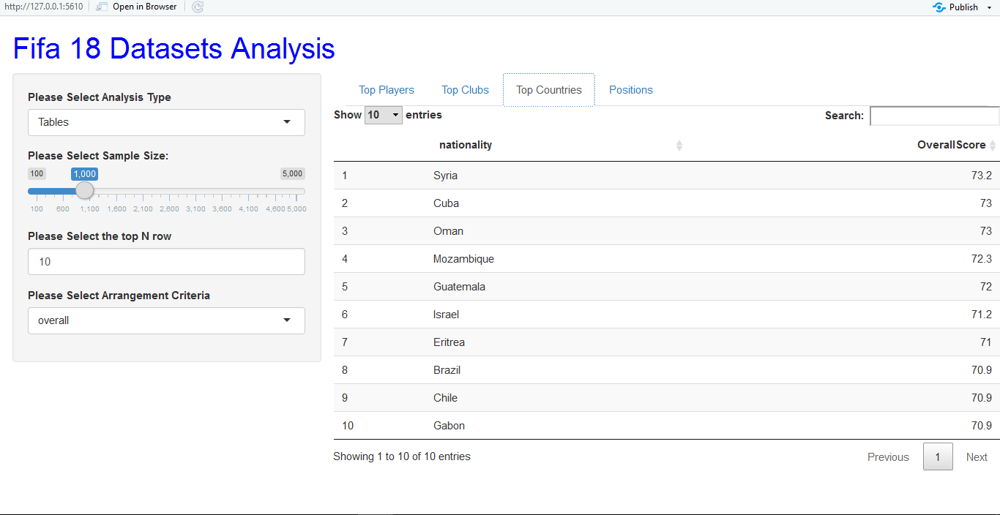 http://127.0.0.1:5610 Open in Browser Publish
Fifa 18 Datasets Analysis
Please Select Analysis Type
Tables
Please Select Sample Size:
100 1,000 5,000
100 600 1,100 1,600 2,100 2,600 3,100 3,600 4,100 4,600 5,000
Please Select the top N row
10
Please Select Arrangement Criteria
overall
Top Players Top Clubs Top Countries Positions
Show 10 entries Search:
nationality OverallScore
1 Syria 73.2
2 Cuba 73
3 Oman 73
4 Mozambique 72.3
5 Guatemala 72
6 Israel 71.2
7 Eritrea 71
8 Brazil 70.9
9 Chile 70.9
10 Gabon 70.9
Showing 1 to 10 of 10 entries Previous 1 Next